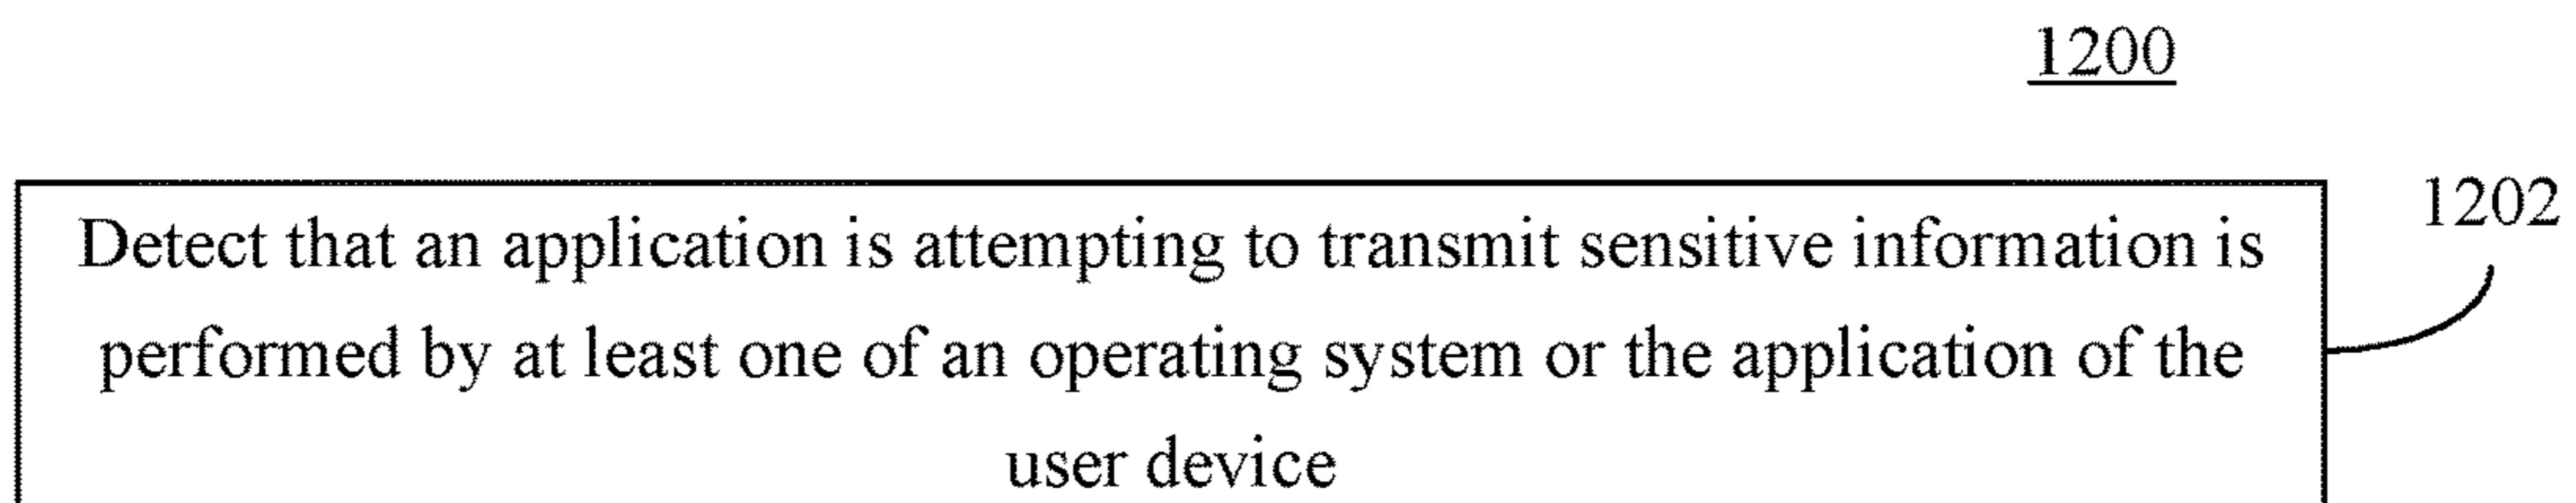 1200
1202
Detect that an application is attempting to transmit sensitive information is
performed by at least one of an operating system or the application of the
user device